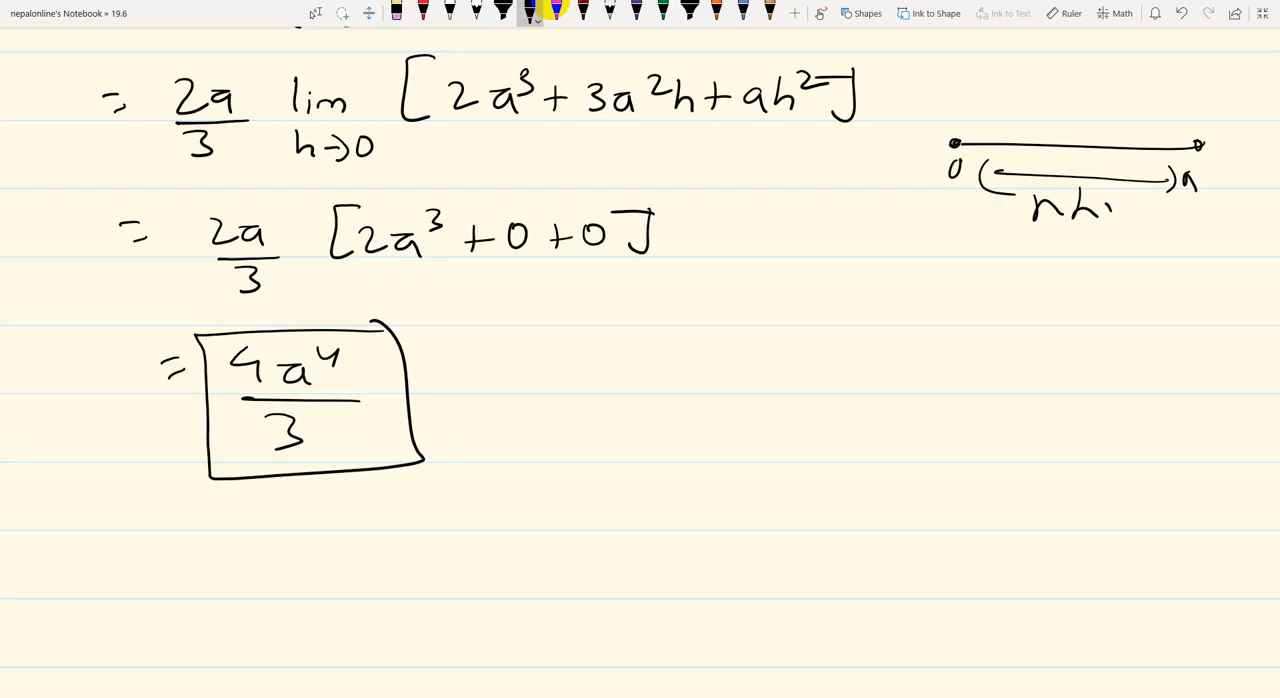 nepalonline's Notebook » 19.6
Shapes Ink to Shape Ink to Text Ruler Math
= 2a/3 lim h→0 [2a³ + 3a²h + ah²]
0 a
nh
= 2a/3 [2a³ + 0 + 0]
= 4a⁴/3